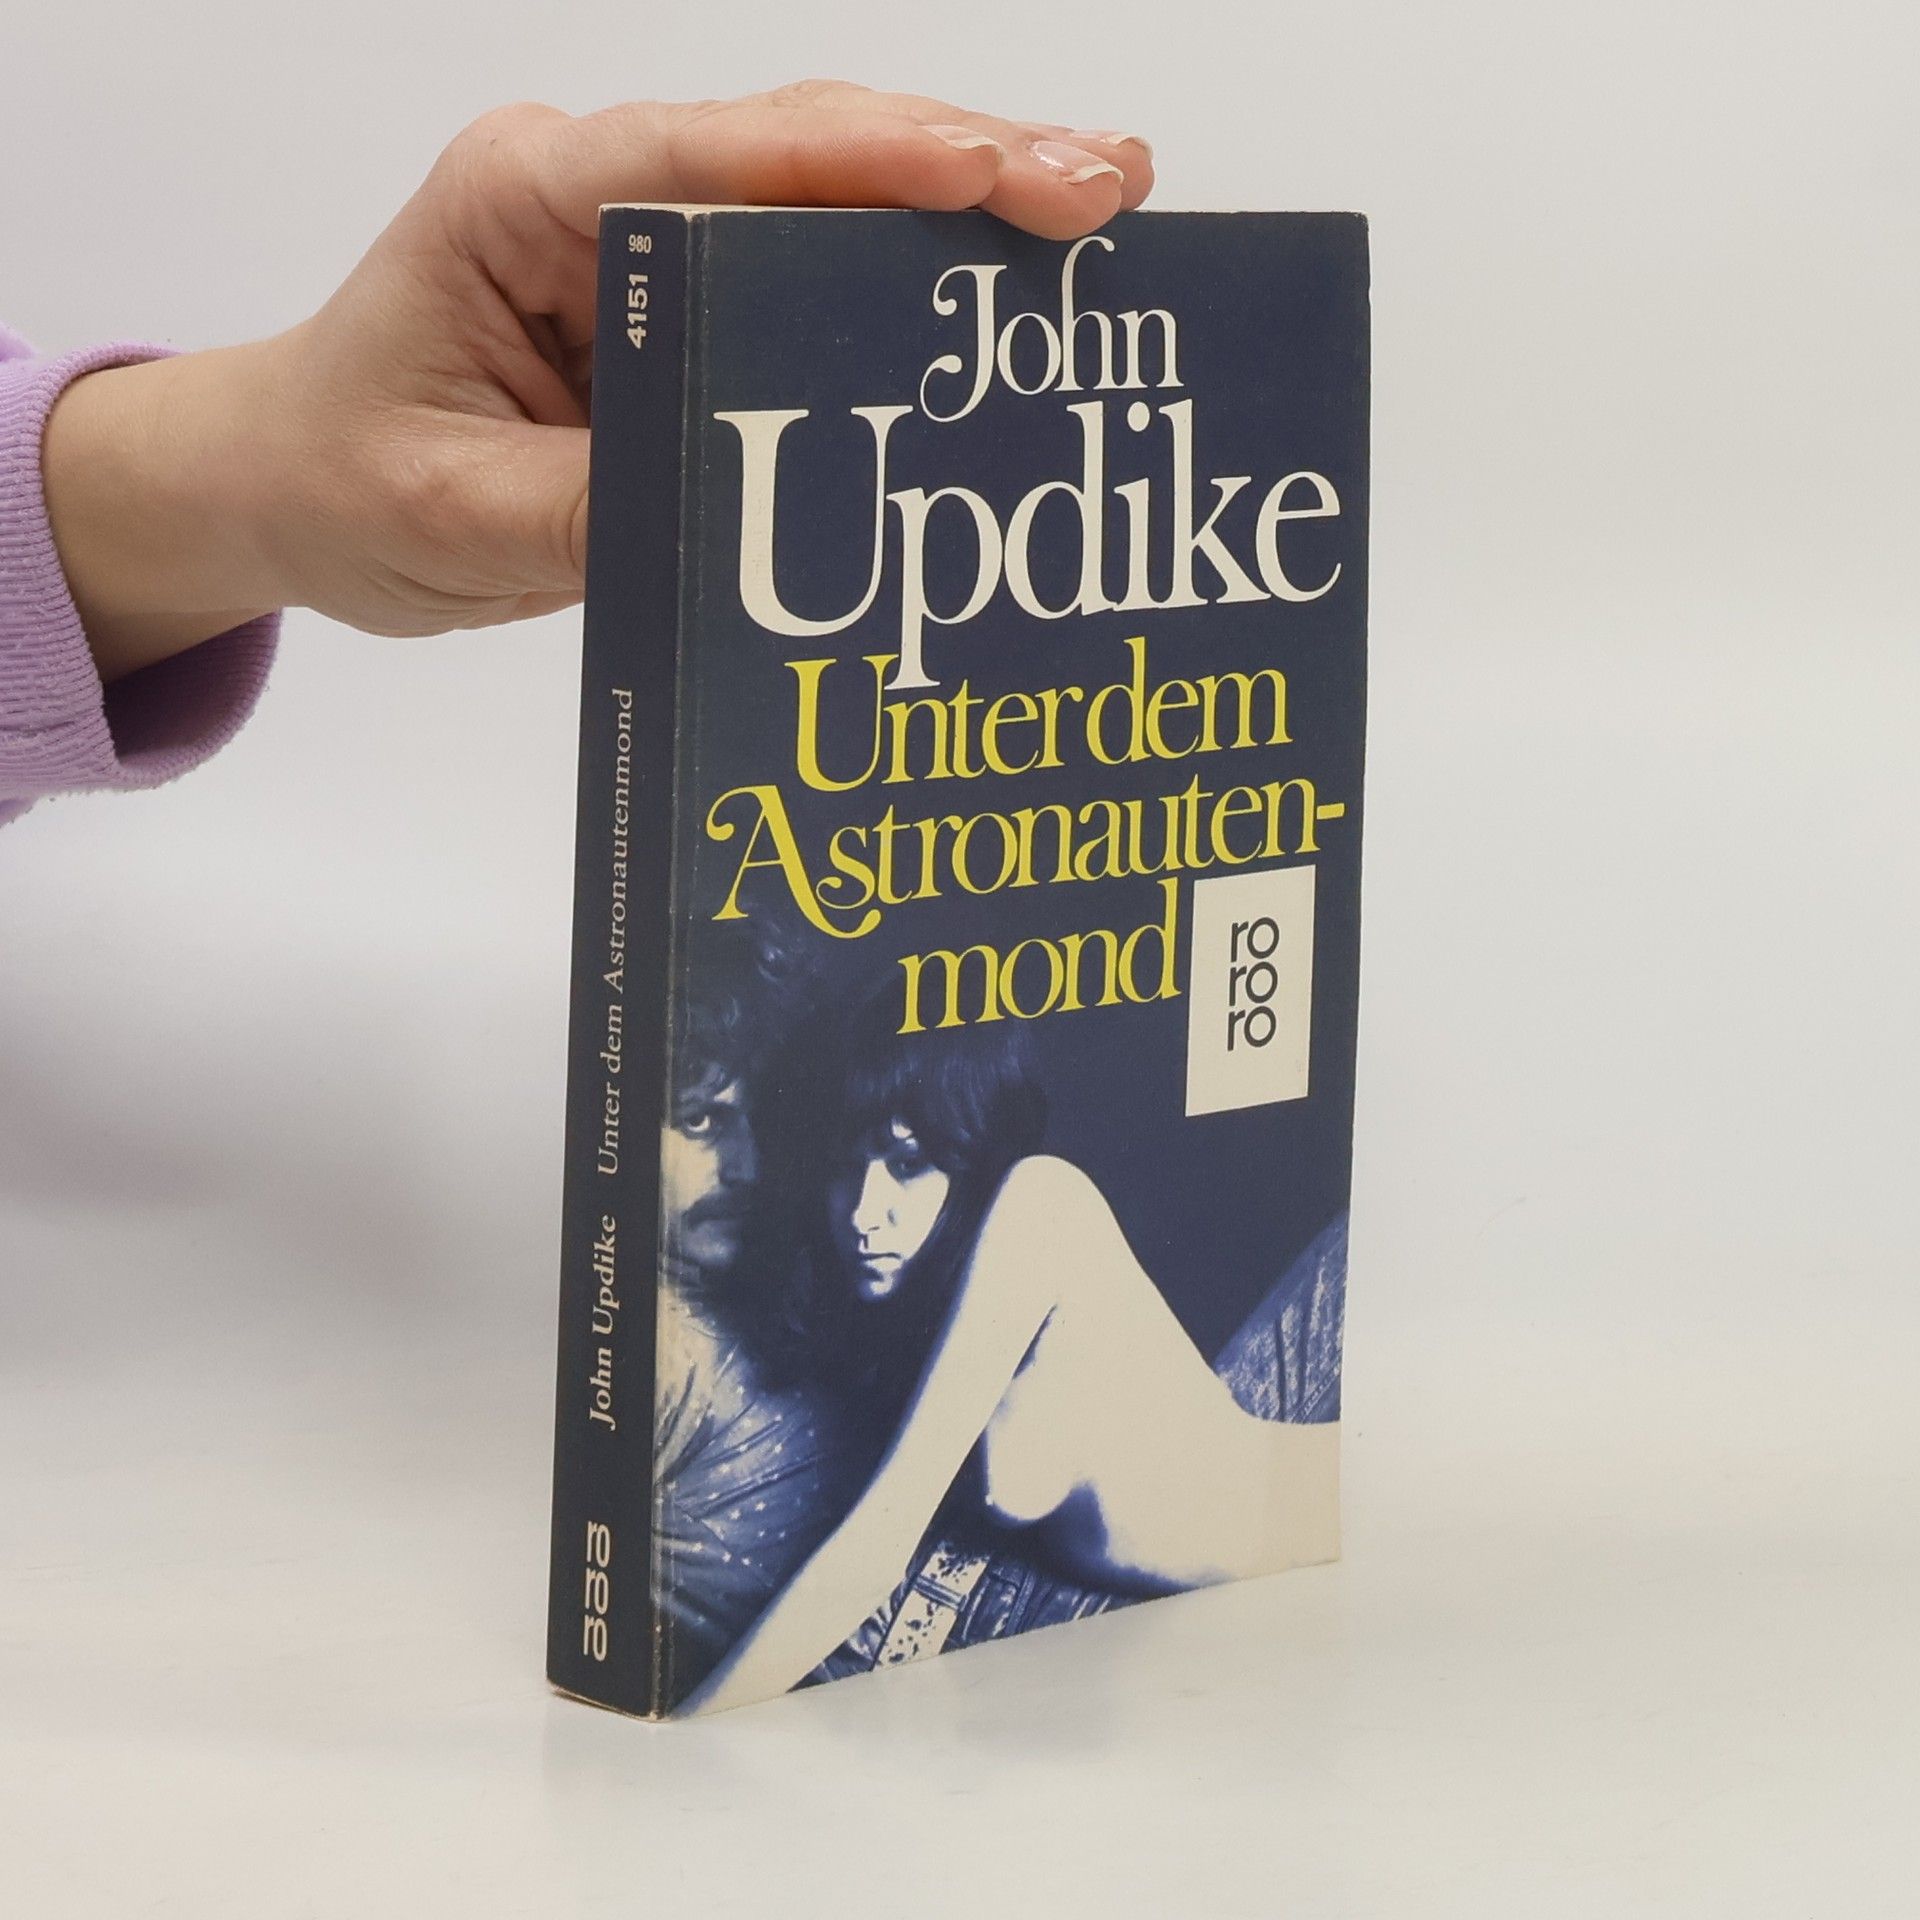 980
4151
John Updike Unter dem Astronautenmond
ro
ro
ro
John
Updike
Unter dem
Astronauten-
mond
ro
ro
ro